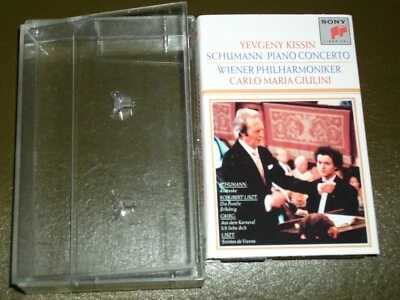 SONY
CLASSICAL
YEVGENY KISSIN
SCHUMANN: PIANO CONCERTO
WIENER PHILHARMONIKER
CARLO MARIA GIULINI
SCHUMANN:
Arabeske
SCHUBERT/LISZT:
Die Forelle
Erlkönig
GRIEG:
Aus dem Karneval
Ich liebe dich
LISZT:
Soirées de Vienne